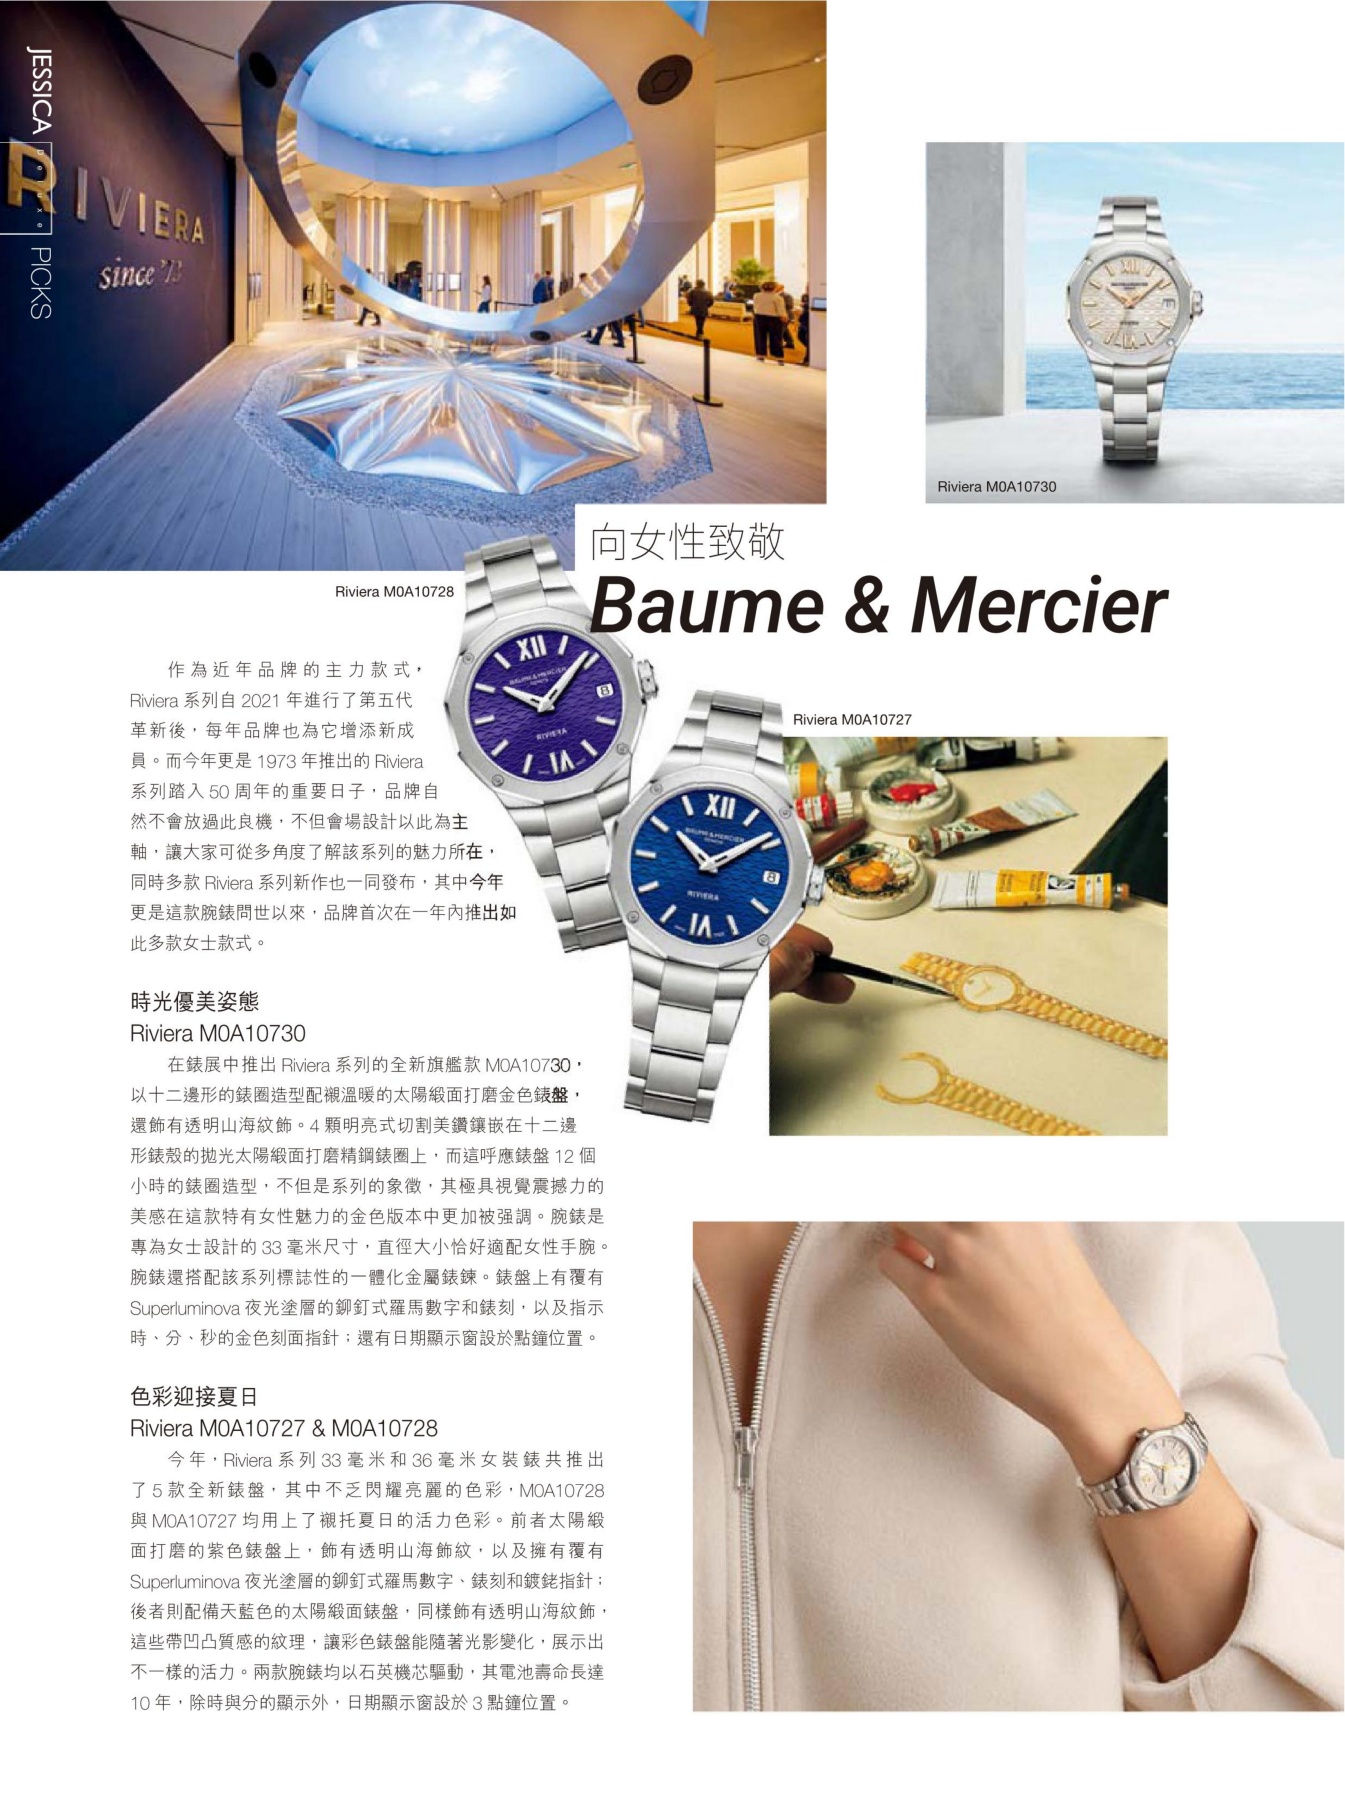 JESSICA
Deluxe
PICKS
RIVIERA
since '73
Riviera M0A10730
向女性致敬
Baume & Mercier
Riviera M0A10728
Riviera M0A10727
作為近年品牌的主力款式，
Riviera 系列自 2021 年進行了第五代
革新後，每年品牌也為它增添新成
員。而今年更是 1973 年推出的 Riviera
系列踏入 50 周年的重要日子，品牌自
然不會放過此良機，不但會場設計以此為主
軸，讓大家可從多角度了解該系列的魅力所在，
同時多款 Riviera 系列新作也一同發布，其中今年
更是這款腕錶問世以來，品牌首次在一年內推出如
此多款女士款式。
時光優美姿態
Riviera M0A10730
在錶展中推出 Riviera 系列的全新旗艦款 M0A10730，
以十二邊形的錶圈造型配襯溫暖的太陽緞面打磨金色錶盤，
還飾有透明山海紋飾。4 顆明亮式切割美鑽鑲嵌在十二邊
形錶殼的拋光太陽緞面打磨精鋼錶圈上，而這呼應錶盤 12 個
小時的錶圈造型，不但是系列的象徵，其極具視覺震撼力的
美感在這款特有女性魅力的金色版本中更加被强調。腕錶是
專為女士設計的 33 毫米尺寸，直徑大小恰好適配女性手腕。
腕錶還搭配該系列標誌性的一體化金屬錶鍊。錶盤上有覆有
Superluminova 夜光塗層的鉚釘式羅馬數字和錶刻，以及指示
時、分、秒的金色刻面指針；還有日期顯示窗設於點鐘位置。
色彩迎接夏日
Riviera M0A10727 & M0A10728
今年，Riviera 系列 33 毫米和 36 毫米女裝錶共推出
了 5 款全新錶盤，其中不乏閃耀亮麗的色彩，M0A10728
與 M0A10727 均用上了襯托夏日的活力色彩。前者太陽緞
面打磨的紫色錶盤上，飾有透明山海飾紋，以及擁有覆有
Superluminova 夜光塗層的鉚釘式羅馬數字、錶刻和鍍銠指針；
後者則配備天藍色的太陽緞面錶盤，同樣飾有透明山海紋飾，
這些帶凹凸質感的紋理，讓彩色錶盤能隨著光影變化，展示出
不一樣的活力。兩款腕錶均以石英機芯驅動，其電池壽命長達
10 年，除時與分的顯示外，日期顯示窗設於 3 點鐘位置。
XII
BAUME & MERCIER
GENEVE
8
RIVIERA
VI
XII
BAUME & MERCIER
GENEVE
8
RIVIERA
VI